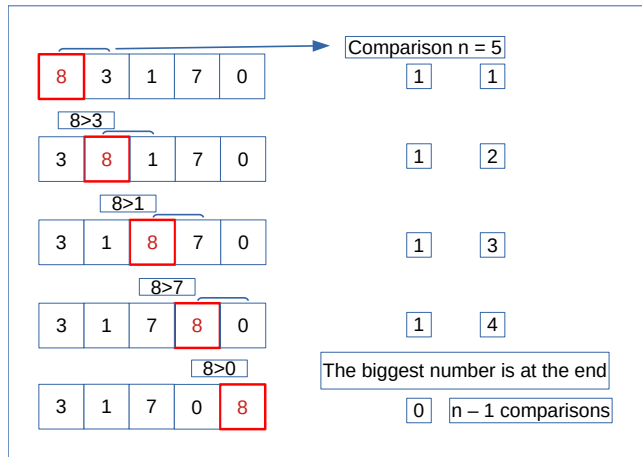 Comparison n = 5
8 3 1 7 0 1 1
8>3
3 8 1 7 0 1 2
8>1
3 1 8 7 0 1 3
8>7
3 1 7 8 0 1 4
The biggest number is at the end
8>0
3 1 7 0 8 0 n – 1 comparisons